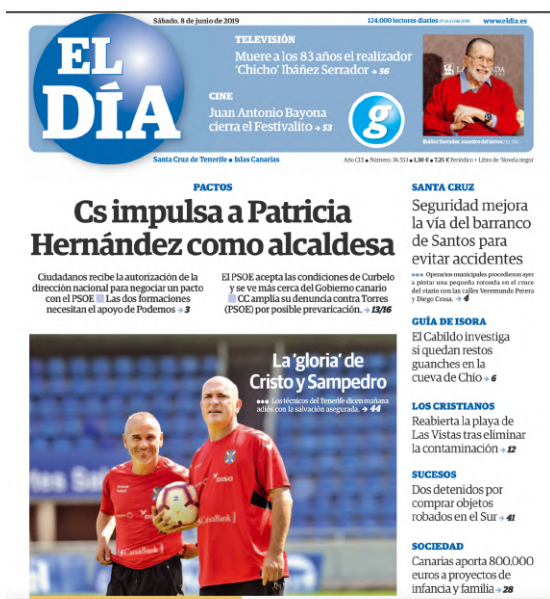 Sábado, 8 de junio de 2019
124.000 lectores diarios
www.eldia.es
EL
DÍA
TELEVISIÓN
Muere a los 83 años el realizador
'Chicho' Ibáñez Serrador → 56
CINE
Juan Antonio Bayona
cierra el Festivalito → 53
g
Ibáñez Serrador, maestro del terror. / EL DÍA
Santa Cruz de Tenerife ● Islas Canarias
Año CIX ● Número: 36.353 ● 1,30 € ● 7,25 € Periódico + Libro de 'Novela negra'
PACTOS
Cs impulsa a Patricia
Hernández como alcaldesa
Ciudadanos recibe la autorización de la
dirección nacional para negociar un pacto
con el PSOE ■ Las dos formaciones
necesitan el apoyo de Podemos → 3
El PSOE acepta las condiciones de Curbelo
y se ve más cerca del Gobierno canario
■ CC amplía su denuncia contra Torres
(PSOE) por posible prevaricación. → 13/16
La 'gloria' de
Cristo y Sampedro
●●● Los técnicos del Tenerife dicen mañana
adiós con la salvación asegurada. → 44
CaixaBank
CaixaBank
SANTA CRUZ
Seguridad mejora
la vía del barranco
de Santos para
evitar accidentes
●●● Operarios municipales procedieron ayer
a pintar una pequeña rotonda en el cruce
del viario con las calles Veremundo Perera
y Diego Crosa. → 4
GUÍA DE ISORA
El Cabildo investiga
si quedan restos
guanches en la
cueva de Chío → 6
LOS CRISTIANOS
Reabierta la playa de
Las Vistas tras eliminar
la contaminación → 12
SUCESOS
Dos detenidos por
comprar objetos
robados en el Sur → 41
SOCIEDAD
Canarias aporta 800.000
euros a proyectos de
infancia y familia → 28